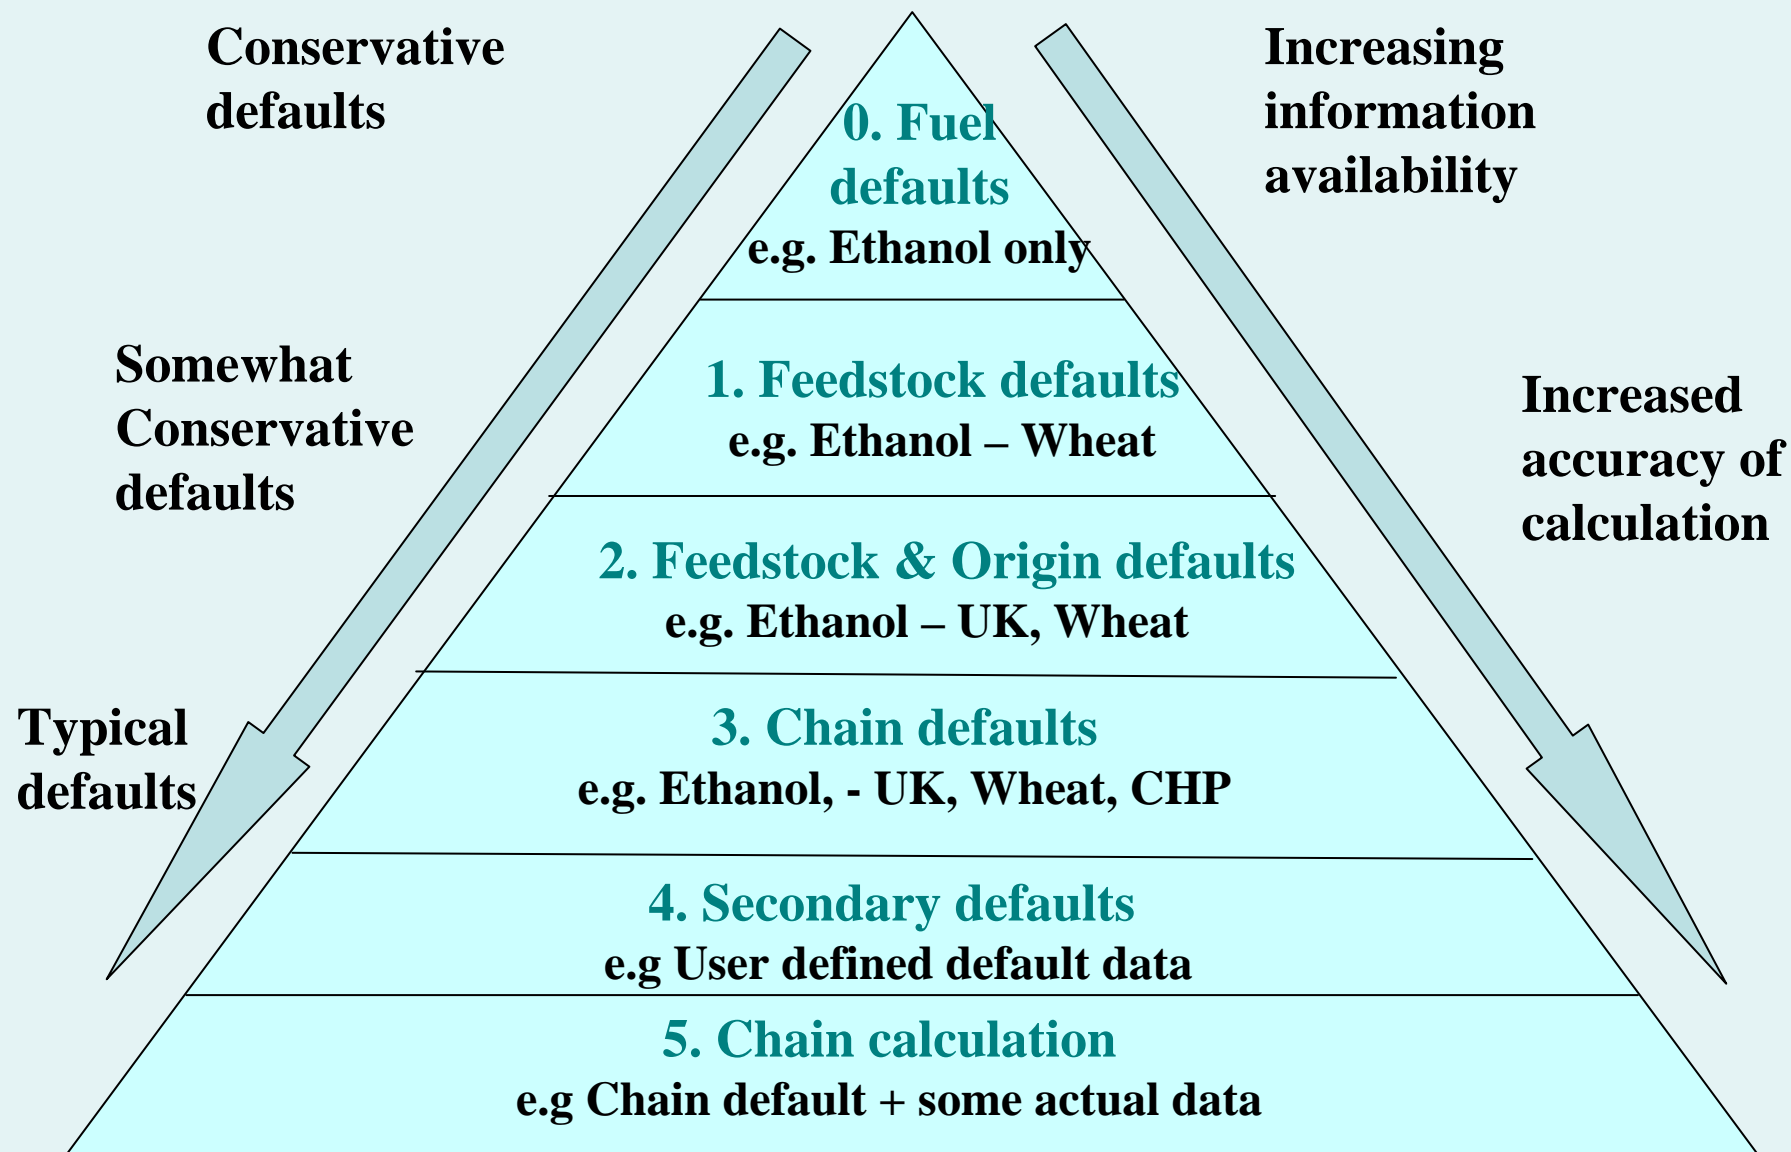 Conservative
defaults
Increasing
information
availability
0. Fuel
defaults
e.g. Ethanol only
Somewhat
Conservative
defaults
1. Feedstock defaults
e.g. Ethanol – Wheat
Increased
accuracy of
calculation
2. Feedstock & Origin defaults
e.g. Ethanol – UK, Wheat
Typical
defaults
3. Chain defaults
e.g. Ethanol, - UK, Wheat, CHP
4. Secondary defaults
e.g User defined default data
5. Chain calculation
e.g Chain default + some actual data